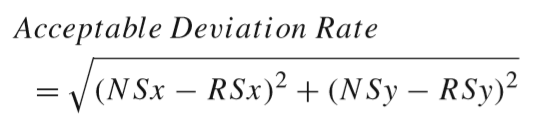 Acceptable Deviation Rate
= √(NSx − RSx)² + (NSy − RSy)²